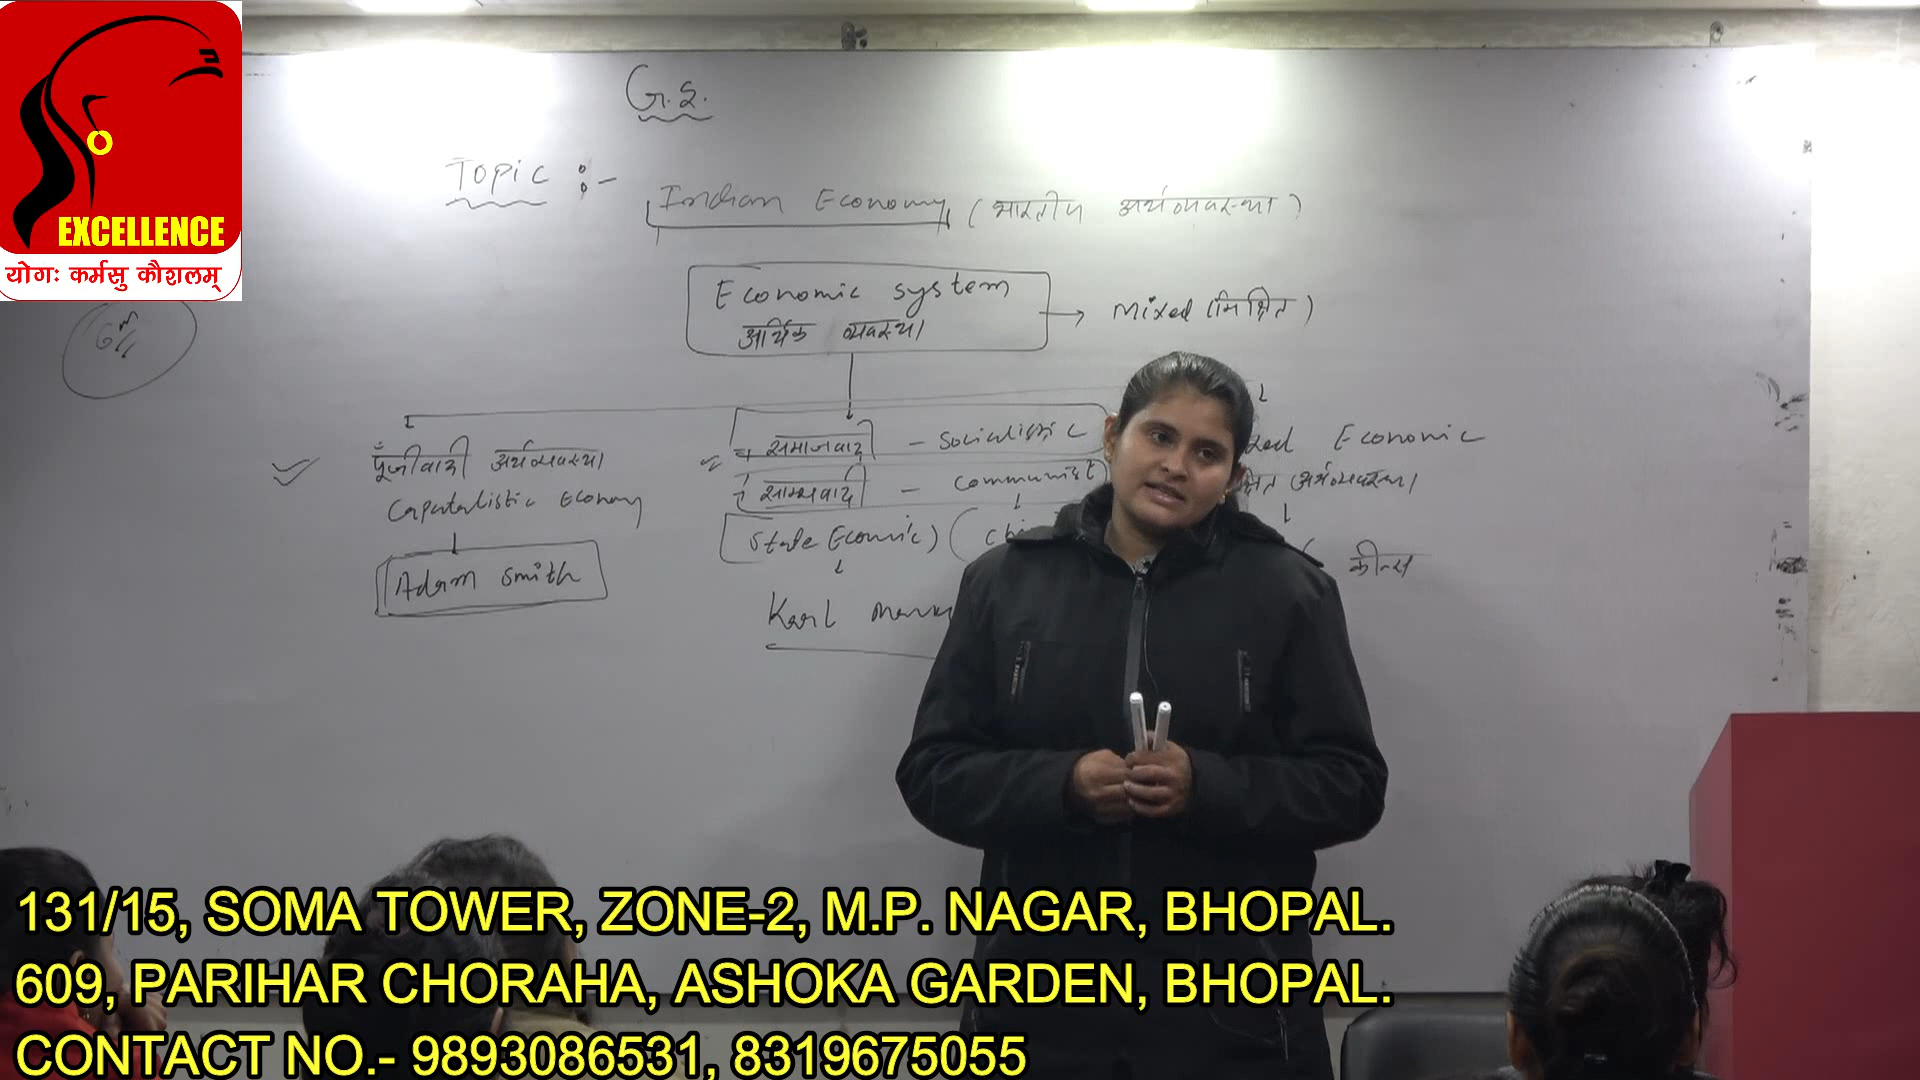 EXCELLENCE
योगः कर्मसु कौशलम्
G.S.
Topic :-
Indian Economy (भारतीय अर्थव्यवस्था)
Economic system
आर्थिक व्यवस्था
→ Mixed (मिश्रित)
पूँजीवादी अर्थव्यवस्था
Capatalistic Economy
Adam Smith
समाजवादी - Socialistic
साम्यवादी - Communist
State Ecomic)
Karl
Economic
अर्थव्यवस्था
कीन्स
131/15, SOMA TOWER, ZONE-2, M.P. NAGAR, BHOPAL.
609, PARIHAR CHORAHA, ASHOKA GARDEN, BHOPAL.
CONTACT NO.- 9893086531, 8319675055